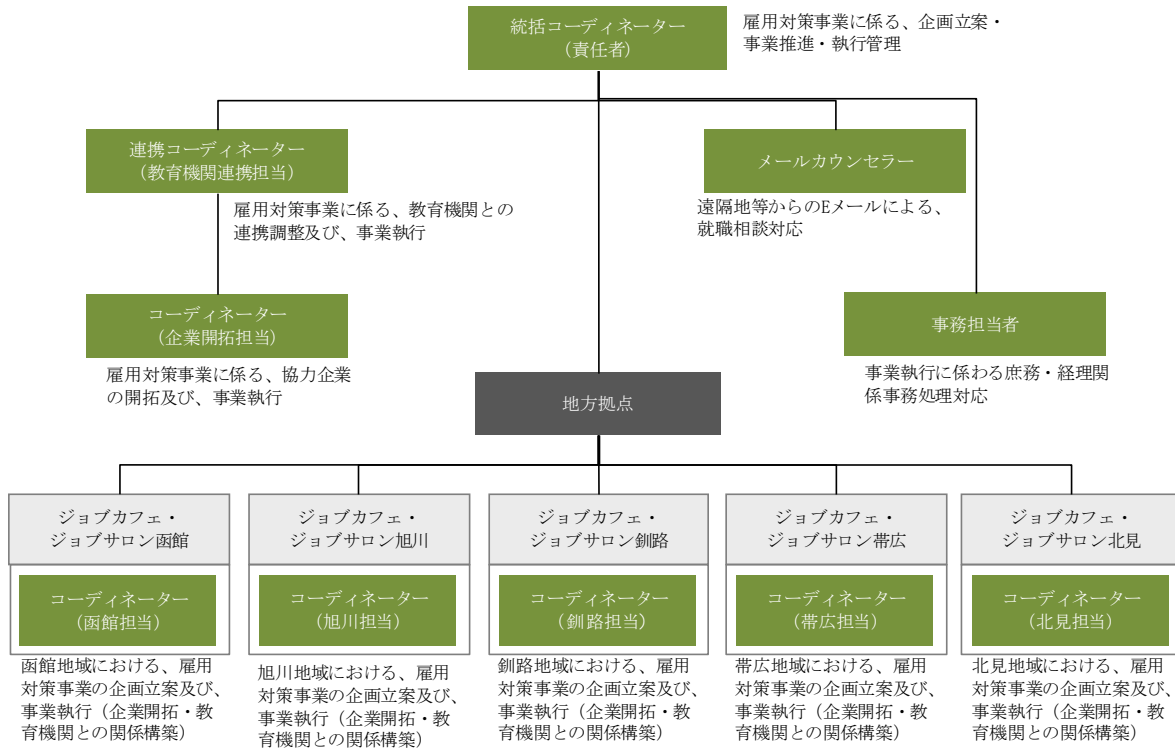 統括コーディネーター
（責任者）
雇用対策事業に係る、企画立案・
事業推進・執行管理
連携コーディネーター
（教育機関連携担当）
雇用対策事業に係る、教育機関との
連携調整及び、事業執行
メールカウンセラー
遠隔地等からのEメールによる、
就職相談対応
コーディネーター
（企業開拓担当）
雇用対策事業に係る、協力企業
の開拓及び、事業執行
事務担当者
事業執行に係わる庶務・経理関
係事務処理対応
地方拠点
ジョブカフェ・
ジョブサロン函館
コーディネーター
（函館担当）
函館地域における、雇用
対策事業の企画立案及び、
事業執行（企業開拓・教
育機関との関係構築）
ジョブカフェ・
ジョブサロン旭川
コーディネーター
（旭川担当）
旭川地域における、雇用
対策事業の企画立案及び、
事業執行（企業開拓・教
育機関との関係構築）
ジョブカフェ・
ジョブサロン釧路
コーディネーター
（釧路担当）
釧路地域における、雇用
対策事業の企画立案及び、
事業執行（企業開拓・教
育機関との関係構築）
ジョブカフェ・
ジョブサロン帯広
コーディネーター
（帯広担当）
帯広地域における、雇用
対策事業の企画立案及び、
事業執行（企業開拓・教
育機関との関係構築）
ジョブカフェ・
ジョブサロン北見
コーディネーター
（北見担当）
北見地域における、雇用
対策事業の企画立案及び、
事業執行（企業開拓・教
育機関との関係構築）